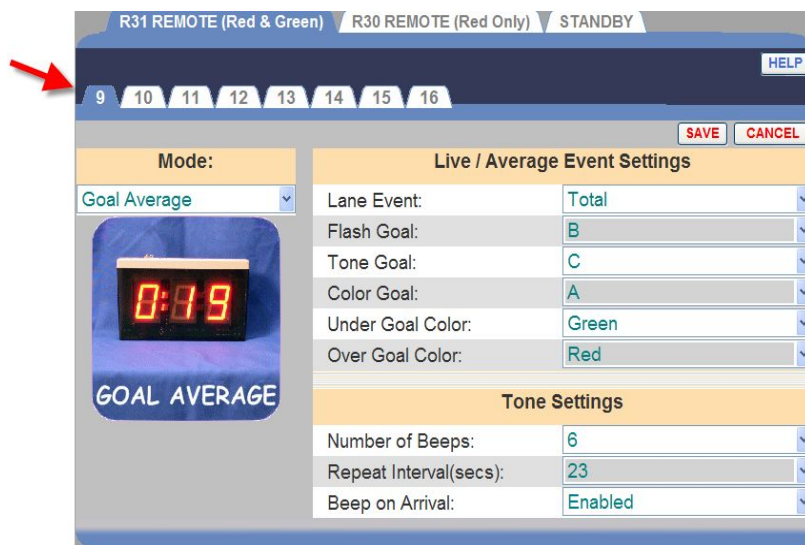 R31 REMOTE (Red & Green) R30 REMOTE (Red Only) STANDBY
HELP
9 10 11 12 13 14 15 16
SAVE CANCEL
Mode: Live / Average Event Settings
Goal Average Lane Event: Total
Flash Goal: B
Tone Goal: C
Color Goal: A
0:19 Under Goal Color: Green
Over Goal Color: Red
GOAL AVERAGE Tone Settings
Number of Beeps: 6
Repeat Interval(secs): 23
Beep on Arrival: Enabled